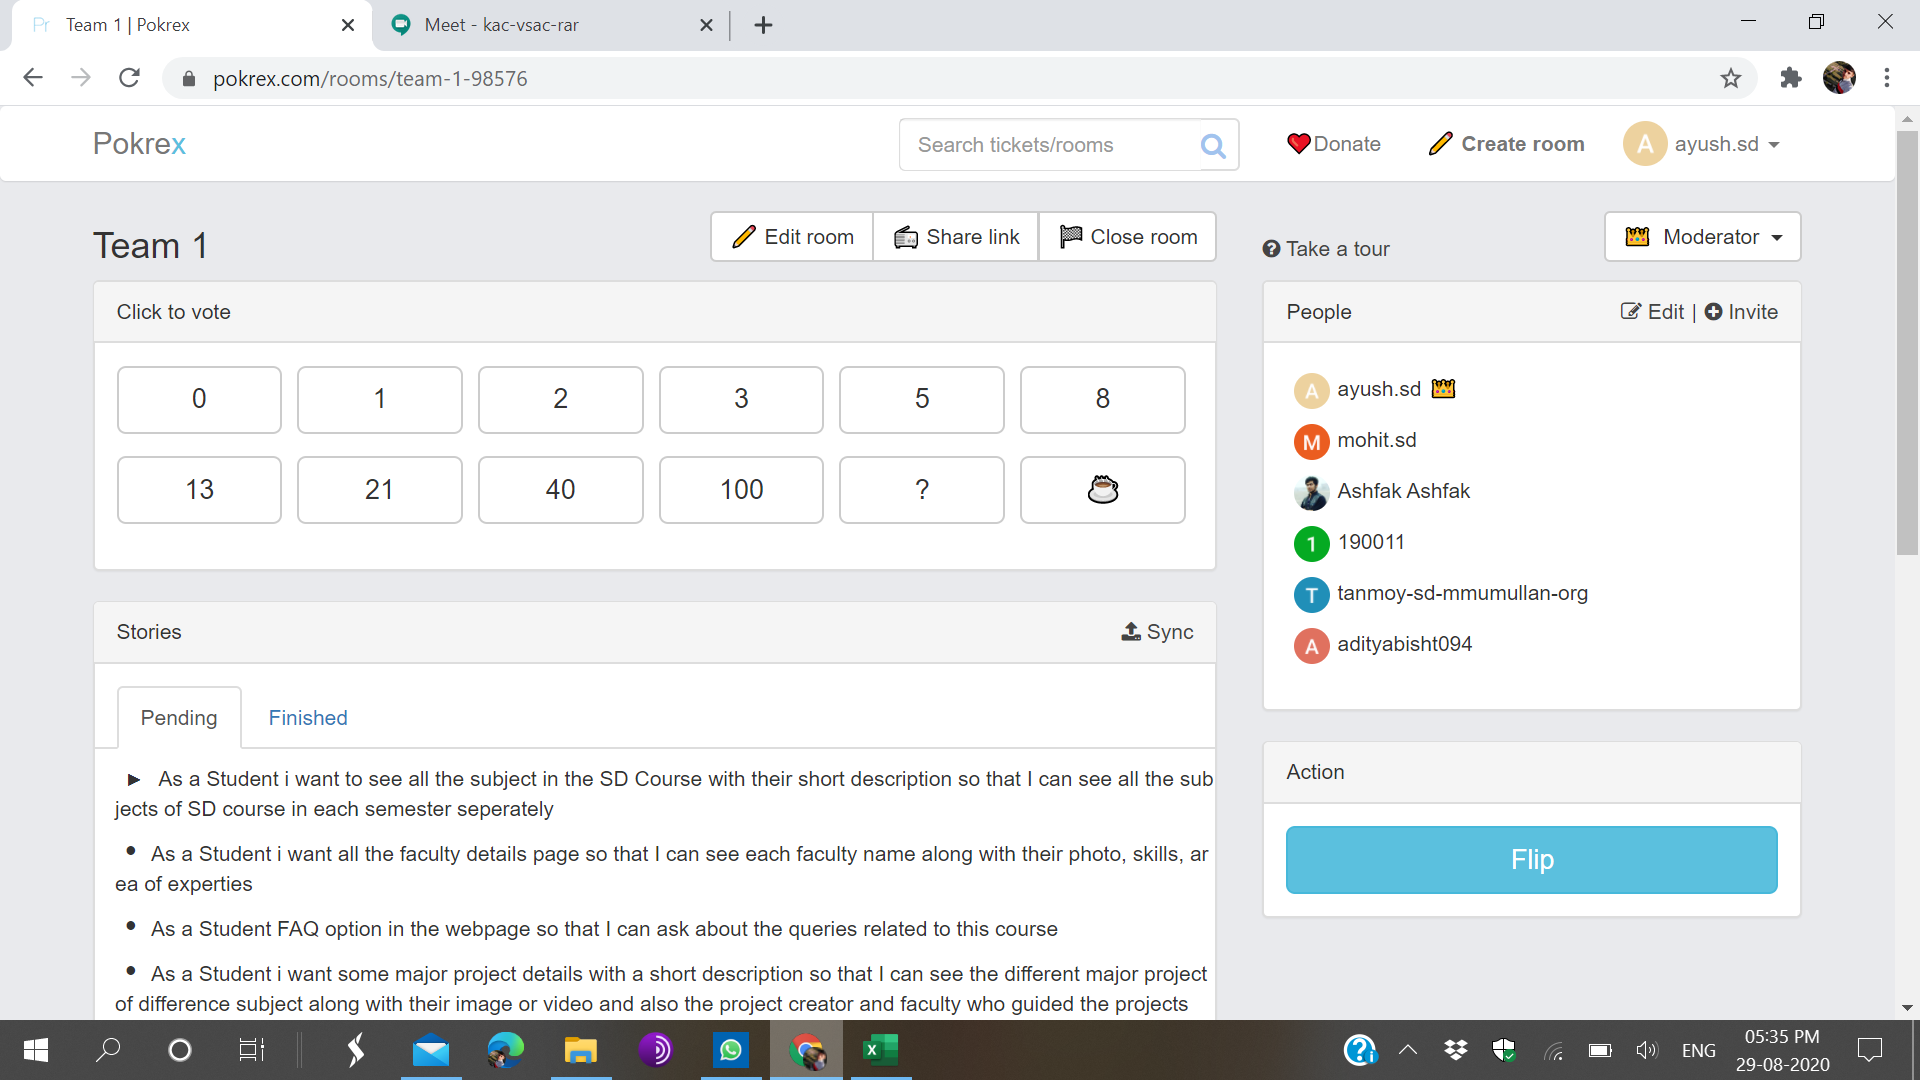 Pr Team 1 | Pokrex
Meet - kac-vsac-rar
pokrex.com/rooms/team-1-98576
Pokrex
Search tickets/rooms
Donate
Create room
A ayush.sd
Team 1
Edit room
Share link
Close room
Take a tour
Moderator
Click to vote
0 1 2 3 5 8
13 21 40 100 ?
People
Edit | Invite
A ayush.sd
M mohit.sd
Ashfak Ashfak
1 190011
T tanmoy-sd-mmumullan-org
A adityabisht094
Stories
Sync
Pending
Finished
As a Student i want to see all the subject in the SD Course with their short description so that I can see all the sub
jects of SD course in each semester seperately
As a Student i want all the faculty details page so that I can see each faculty name along with their photo, skills, ar
ea of experties
As a Student FAQ option in the webpage so that I can ask about the queries related to this course
As a Student i want some major project details with a short description so that I can see the different major project
of difference subject along with their image or video and also the project creator and faculty who guided the projects
Action
Flip
ENG
05:35 PM
29-08-2020